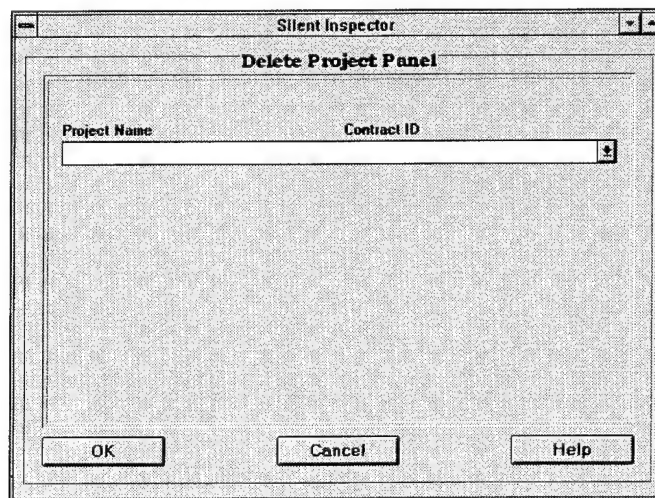 Silent Inspector
Delete Project Panel
Project Name Contract ID
OK Cancel Help